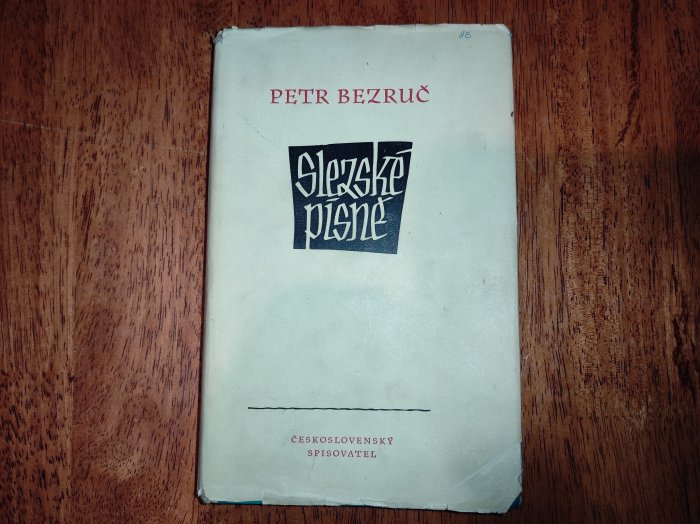 PETR BEZRUČ
Slezské
písně
ČESKOSLOVENSKÝ
SPISOVATEL